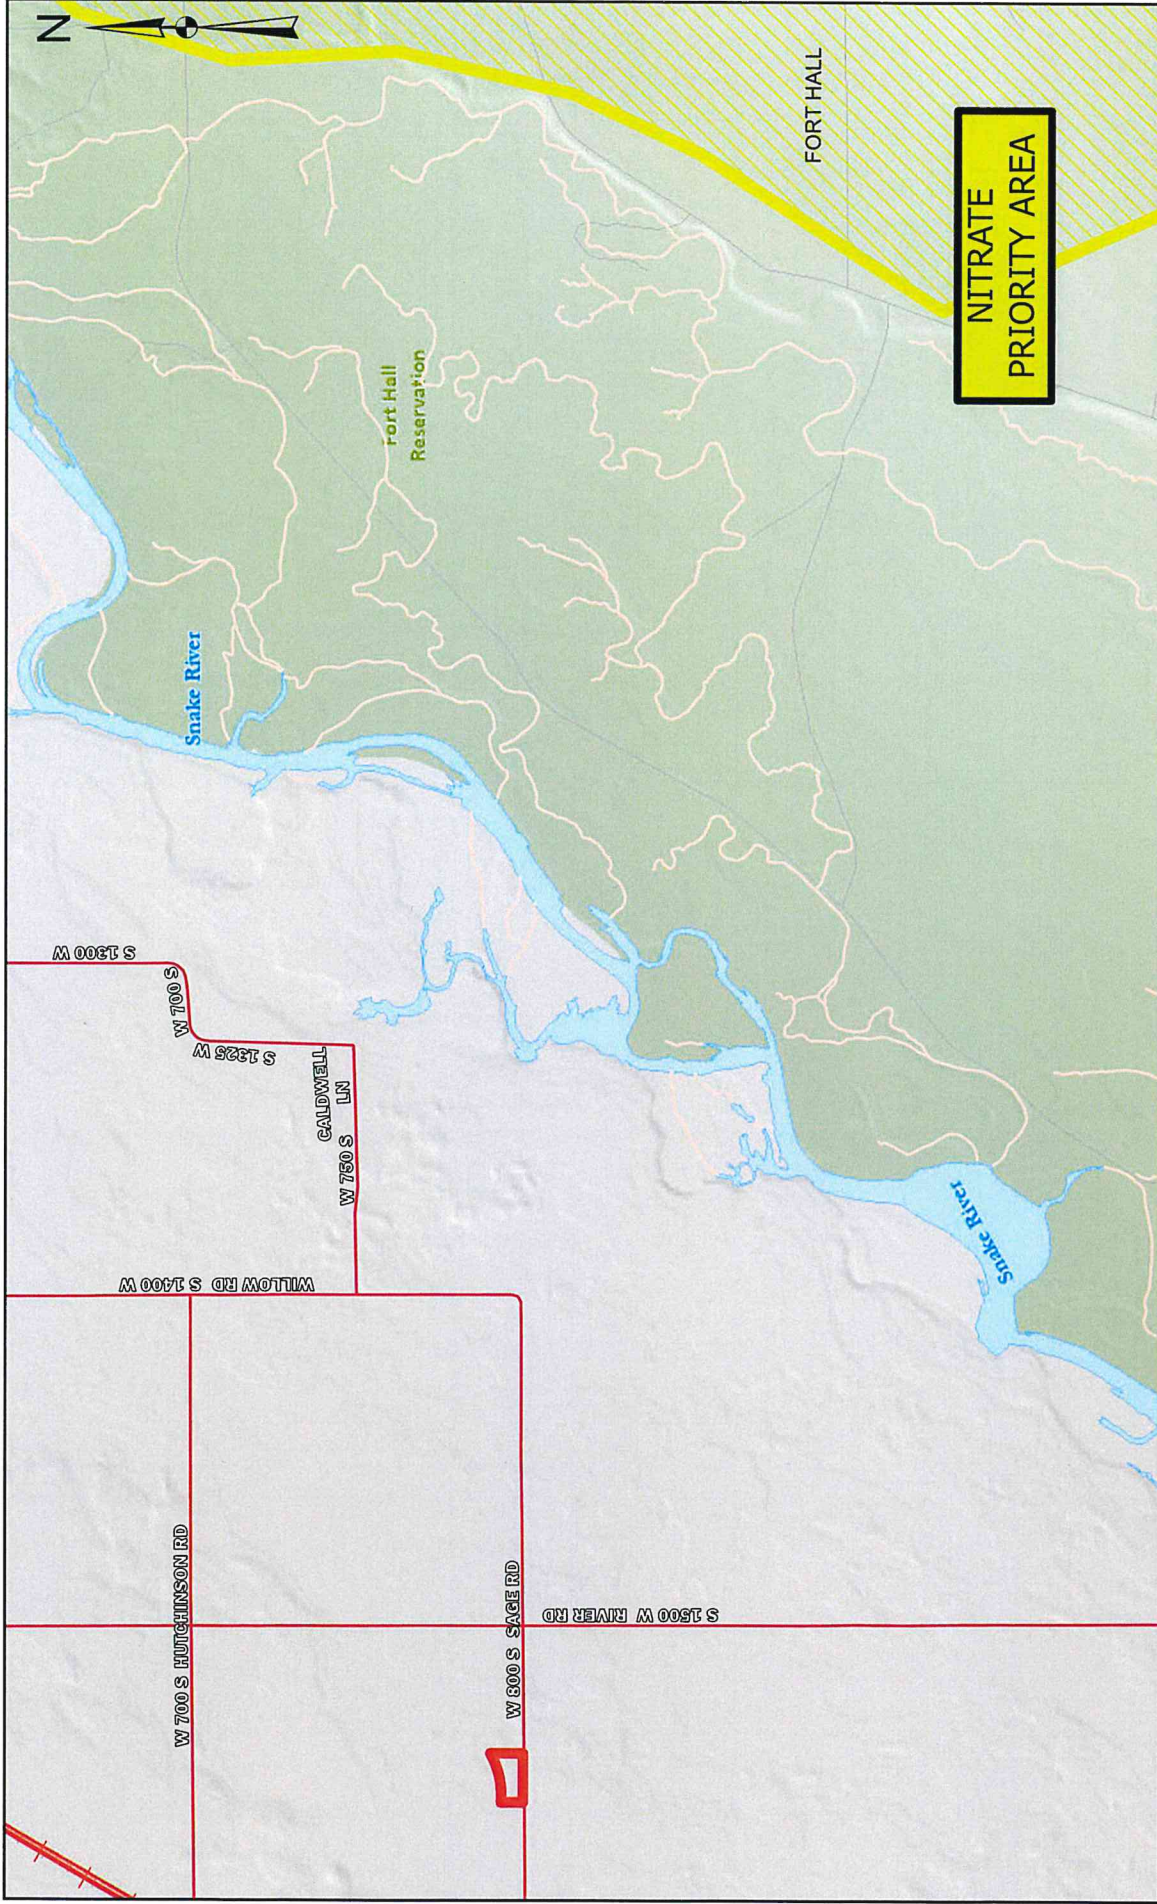 N
FORT HALL
NITRATE
PRIORITY AREA
Fort Hall
Reservation
Snake River
S 1300 W
W 700 S
S 1325 W
CALDWELL
LN
W 750 S
WILLOW RD S 1400 W
Snake River
W 700 S HUTCHINSON RD
W 800 S SAGE RD
S 1500 W RIVER RD